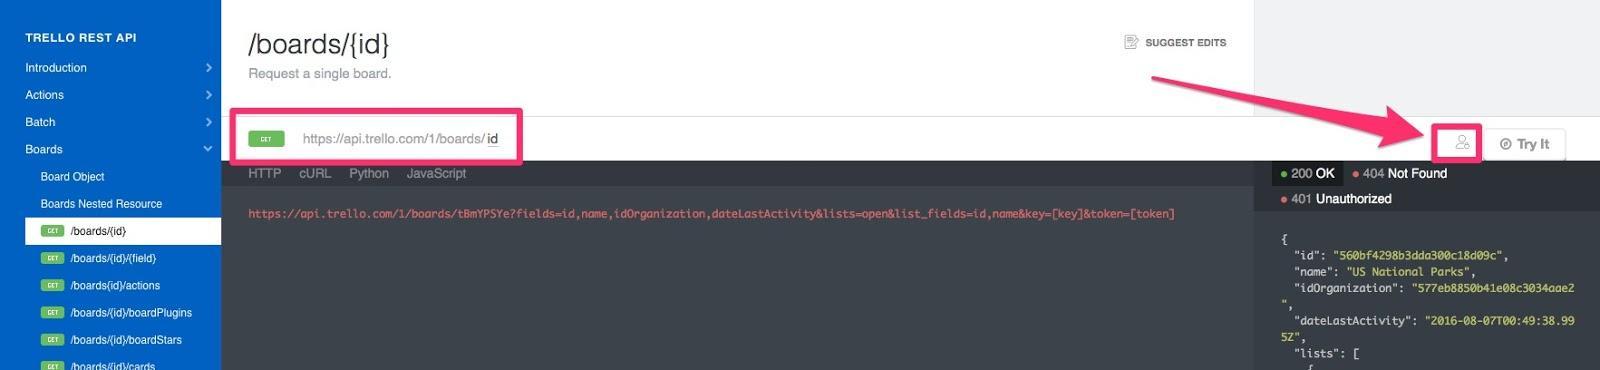 TRELLO REST API
Introduction
Actions
Batch
Boards
Board Object
Boards Nested Resource
GET /boards/{id}
GET /boards/{id}/{field}
GET /boards{id}/actions
GET /boards/{id}/boardPlugins
GET /boards/{id}/boardStars
GET /boards/{id}/cards
/boards/{id}
Request a single board.
SUGGEST EDITS
GET https://api.trello.com/1/boards/ id
Try It
HTTP cURL Python JavaScript
https://api.trello.com/1/boards/tBmYPSYe?fields=id,name,idOrganization,dateLastActivity&lists=open&list_fields=id,name&key=[key]&token=[token]
200 OK 404 Not Found
401 Unauthorized
{
"id": "560bf4298b3dda300c18d09c",
"name": "US National Parks",
"idOrganization": "577eb8850b41e08c3034aae2
",
"dateLastActivity": "2016-08-07T00:49:38.99
5Z",
"lists": [
{